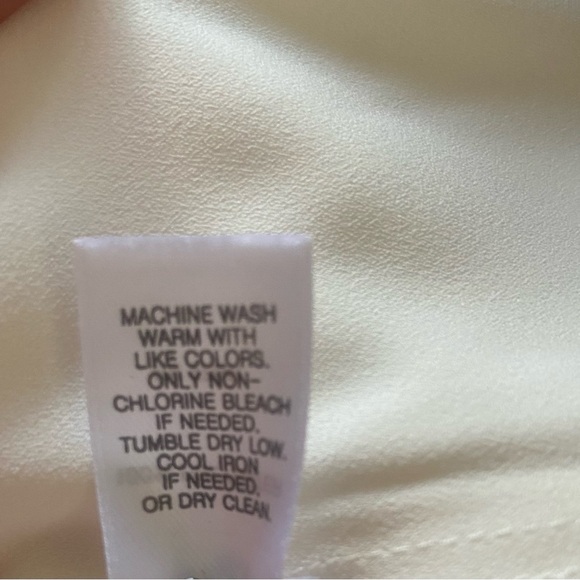 MACHINE WASH
WARM WITH
LIKE COLORS.
ONLY NON-
CHLORINE BLEACH
IF NEEDED.
TUMBLE DRY LOW.
COOL IRON
IF NEEDED.
OR DRY CLEAN.